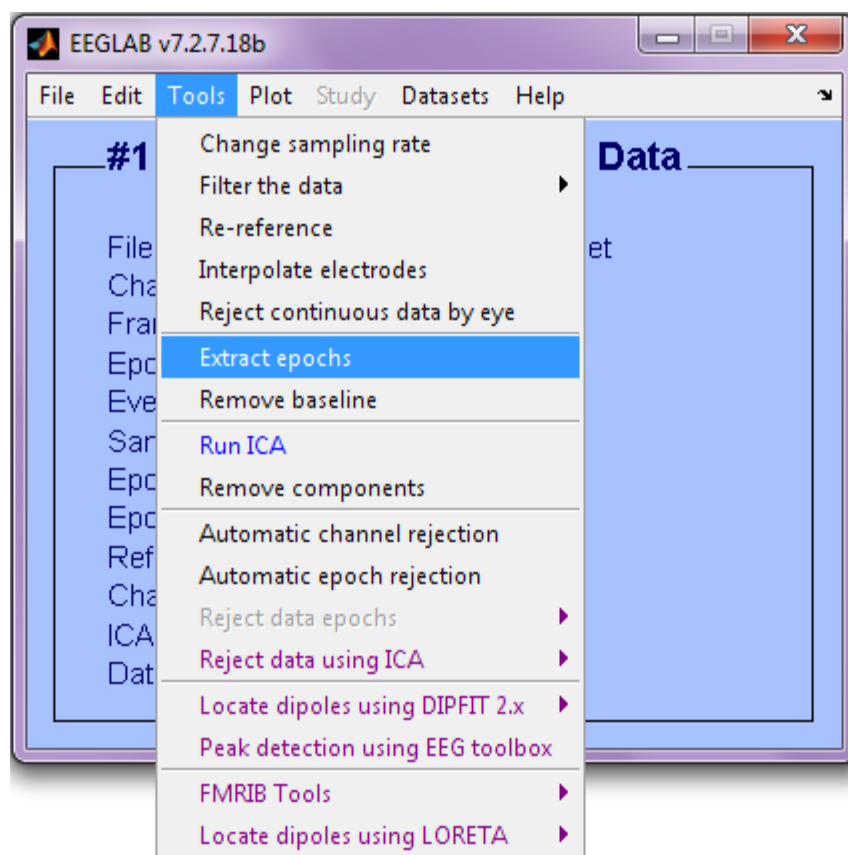 EEGLAB v7.2.7.18b
File Edit Tools Plot Study Datasets Help
#1 Data
Change sampling rate
Filter the data
Re-reference
Interpolate electrodes
Reject continuous data by eye
Extract epochs
Remove baseline
Run ICA
Remove components
Automatic channel rejection
Automatic epoch rejection
Reject data epochs
Reject data using ICA
Locate dipoles using DIPFIT 2.x
Peak detection using EEG toolbox
FMRIB Tools
Locate dipoles using LORETA
File et
Cha
Fra
Epo
Eve
Sar
Epo
Epo
Ref
Cha
ICA
Dat